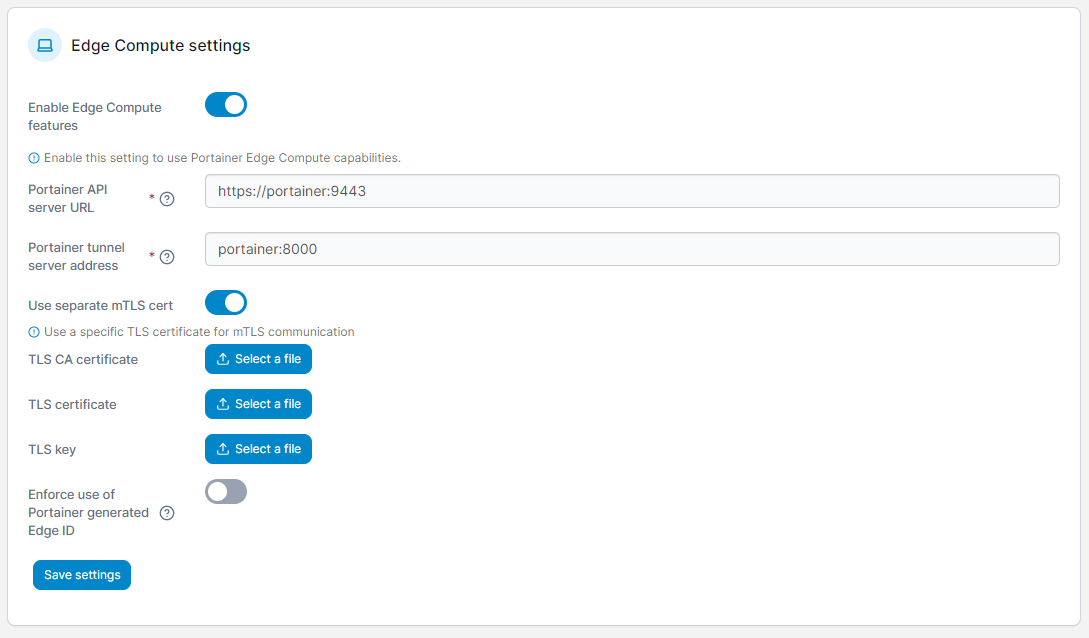 Edge Compute settings
Enable Edge Compute
features
Enable this setting to use Portainer Edge Compute capabilities.
Portainer API
server URL
*
https://portainer:9443
Portainer tunnel
server address
*
portainer:8000
Use separate mTLS cert
Use a specific TLS certificate for mTLS communication
TLS CA certificate
Select a file
TLS certificate
Select a file
TLS key
Select a file
Enforce use of
Portainer generated
Edge ID
Save settings